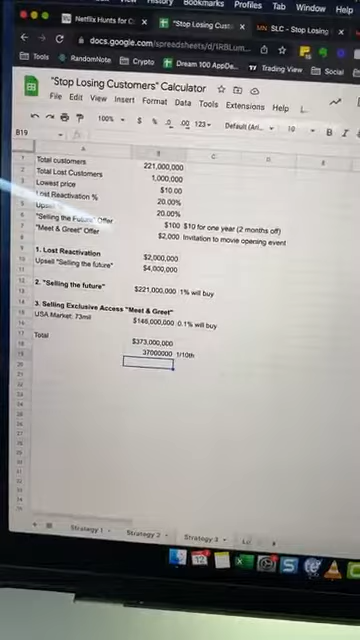 History Bookmarks Profiles Tab Window Help
Netflix Hunts for C
"Stop Losing Cust
SLC - Stop Losing
docs.google.com/spreadsheets/d/1RBLum...
Tools RandomNote Crypto Dream 100 AppDe... Trading View Social
"Stop Losing Customers" Calculator
File Edit View Insert Format Data Tools Extensions Help L
100% $ % .0 .00 123 Default (Ari... 10 B I
B19
A B C D E
Total customers 221,000,000
Total Lost Customers 1,000,000
Lowest price $10.00
Lost Reactivation % 20.00%
Upsell 20.00%
"Selling the Future" Offer $100 $10 for one year (2 months off)
"Meet & Greet" Offer $2,000 Invitation to movie opening event
1. Lost Reactivation $2,000,000
Upsell "Selling the future" $4,000,000
2. "Selling the future" $221,000,000 1% will buy
3. Selling Exclusive Access "Meet & Greet"
USA Market: 73mil $146,000,000 0.1% will buy
Total $373,000,000
37000000 1/10th
Strategy 1 Strategy 2 Strategy 3